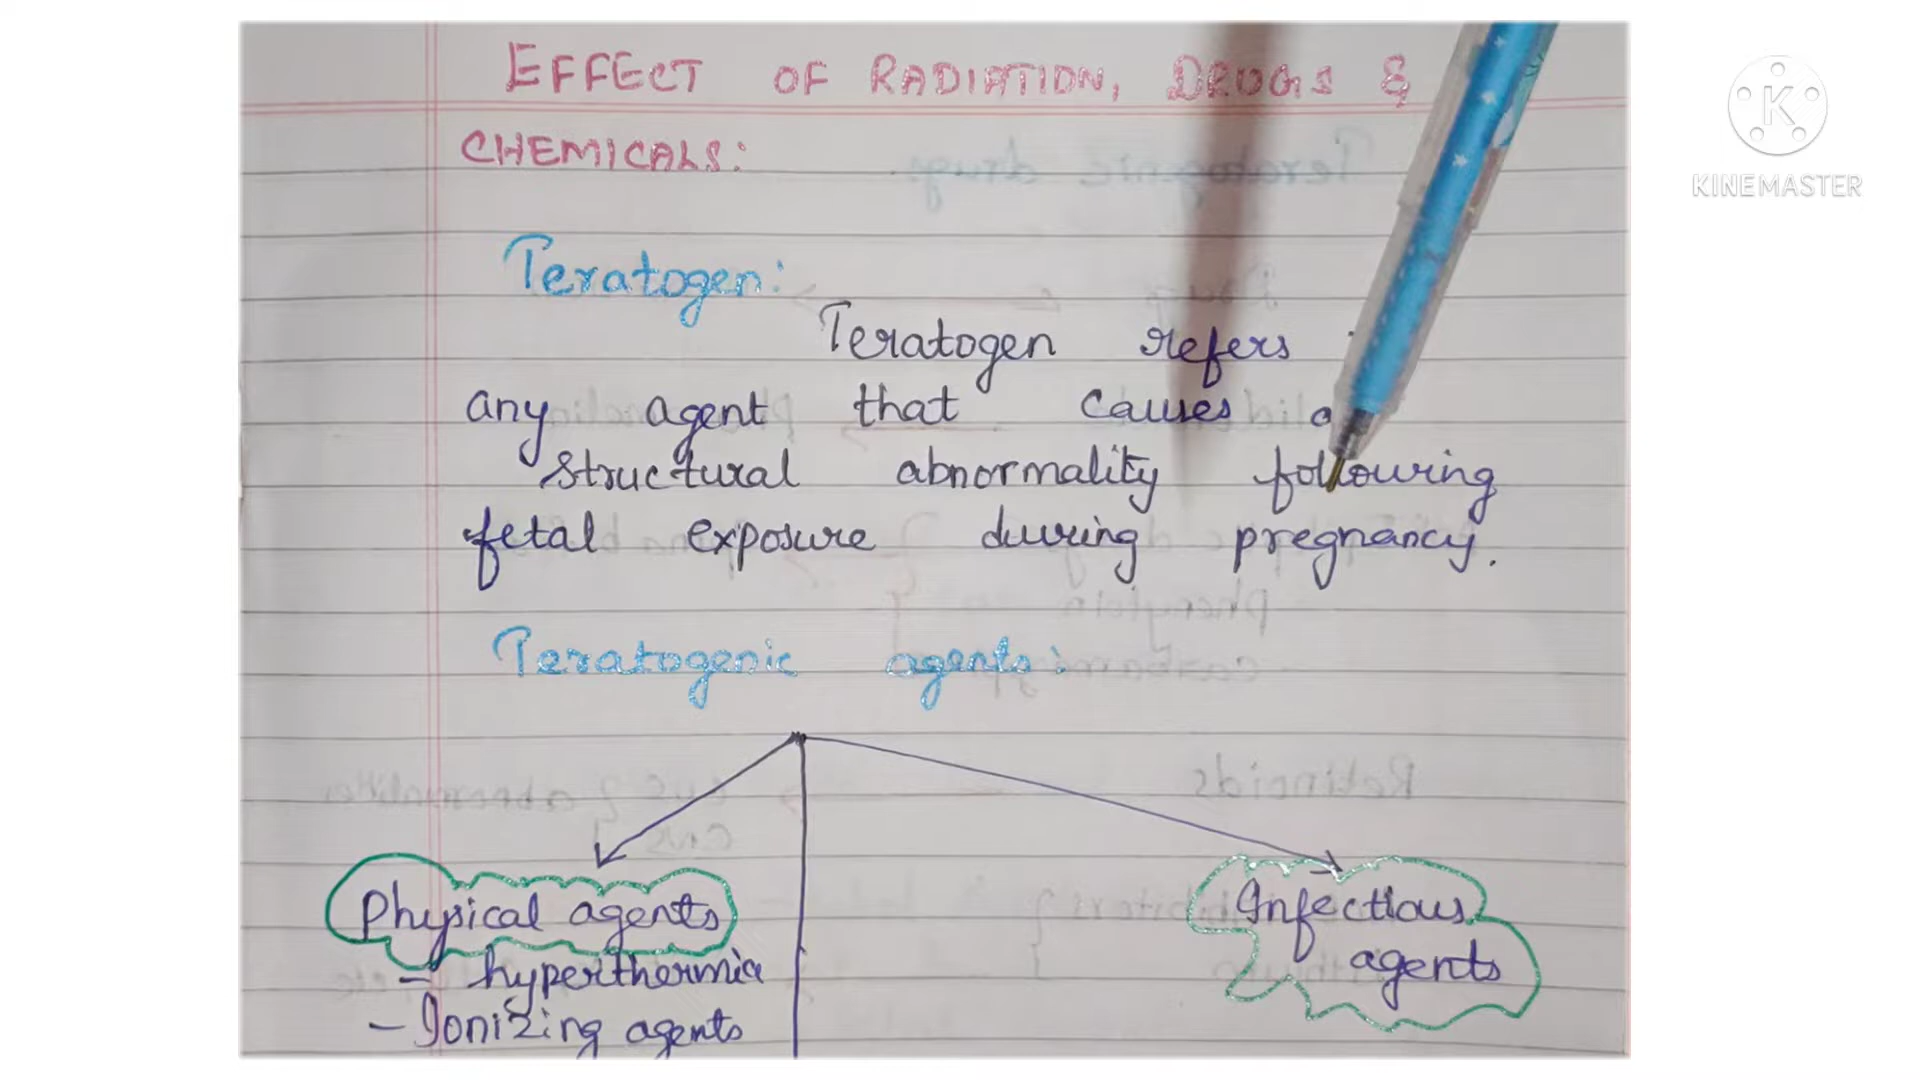 EFFECT OF RADIATION, DRUGS &
CHEMICALS:
Teratogen:
Teratogen refers
any agent that causes a
structural abnormality following
fetal exposure during pregnancy.
Teratogenic agents:
Physical agents
- hyperthermia
- Ionizing agents
Infectious
agents
KINEMASTER